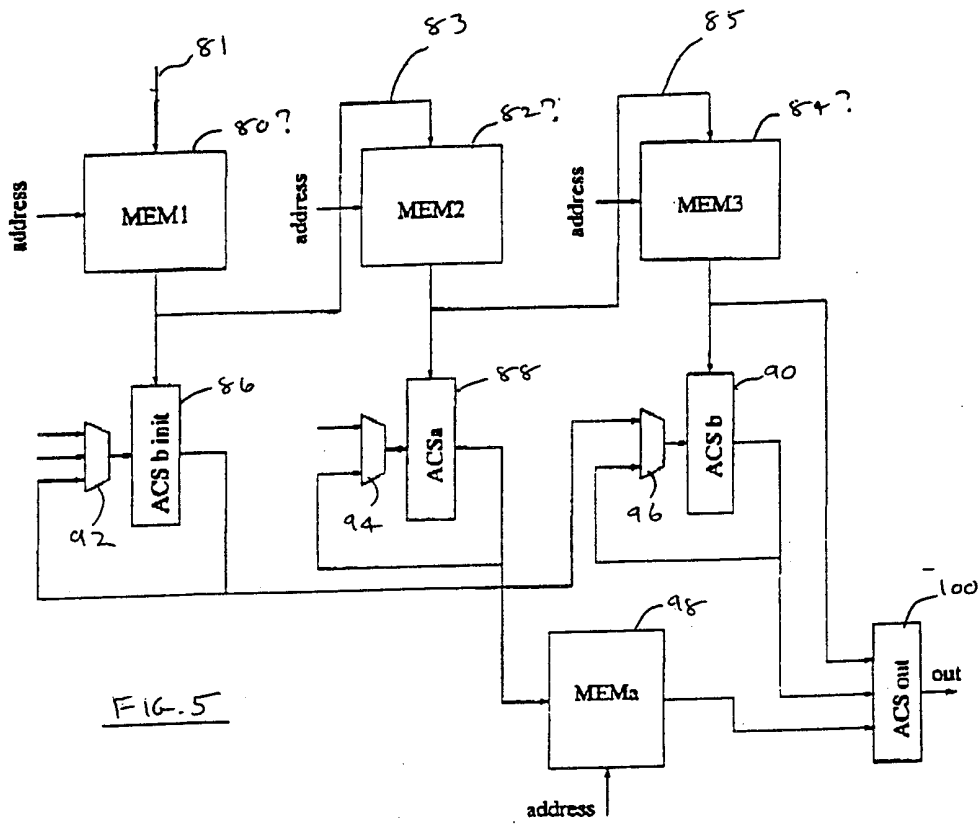 81
83
85
80?
82?
84?
MEM1
MEM2
MEM3
address
address
address
86
88
90
ACS b init
ACSa
ACS b
92
94
96
98
100
MEMa
ACS out
out
FIG.5
address